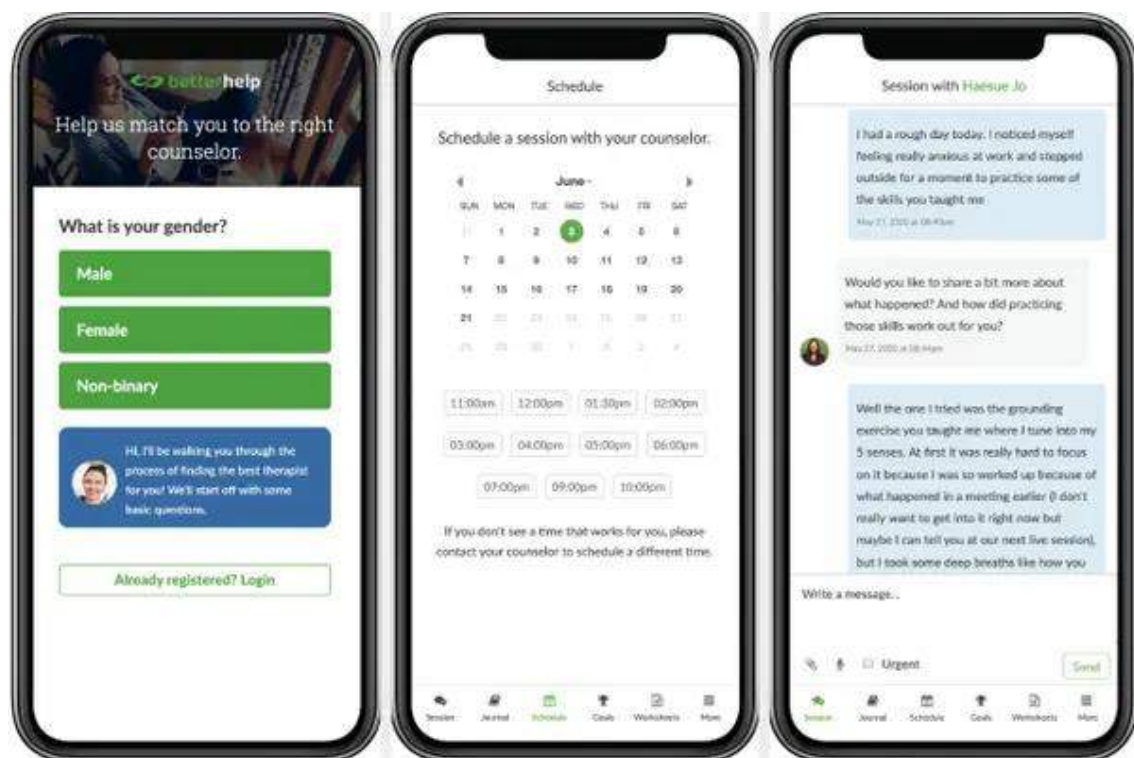 betterhelp
Help us match you to the right
counselor.
What is your gender?
Male
Female
Non-binary
Hi, I'll be walking you through the
process of finding the best therapist
for you! We'll start off with some
basic questions.
Already registered? Login
Schedule
Schedule a session with your counselor.
June
SUN MON TUE WED THU FRI SAT
1 2 3 4 5 6
7 8 9 10 11 12 13
14 15 16 17 18 19 20
21
11:00am 12:00pm 01:30pm 02:00pm
03:00pm 04:00pm 05:00pm 06:00pm
07:00pm 09:00pm 10:00pm
If you don't see a time that works for you, please
contact your counselor to schedule a different time.
Session Journal Schedule Goals Worksheets More
Session with Haesue Jo
I had a rough day today. I noticed myself
feeling really anxious at work and stepped
outside for a moment to practice some of
the skills you taught me
May 27, 2020 at 08:43pm
Would you like to share a bit more about
what happened? And how did practicing
those skills work out for you?
May 27, 2020 at 08:44pm
Well the one I tried was the grounding
exercise you taught me where I tune into my
5 senses. At first it was really hard to focus
on it because I was so worked up because of
what happened in a meeting earlier (I don't
really want to get into it right now but
maybe I can tell you at our next live session),
but I took some deep breaths like how you
Write a message..
Urgent
Send
Session Journal Schedule Goals Worksheets More